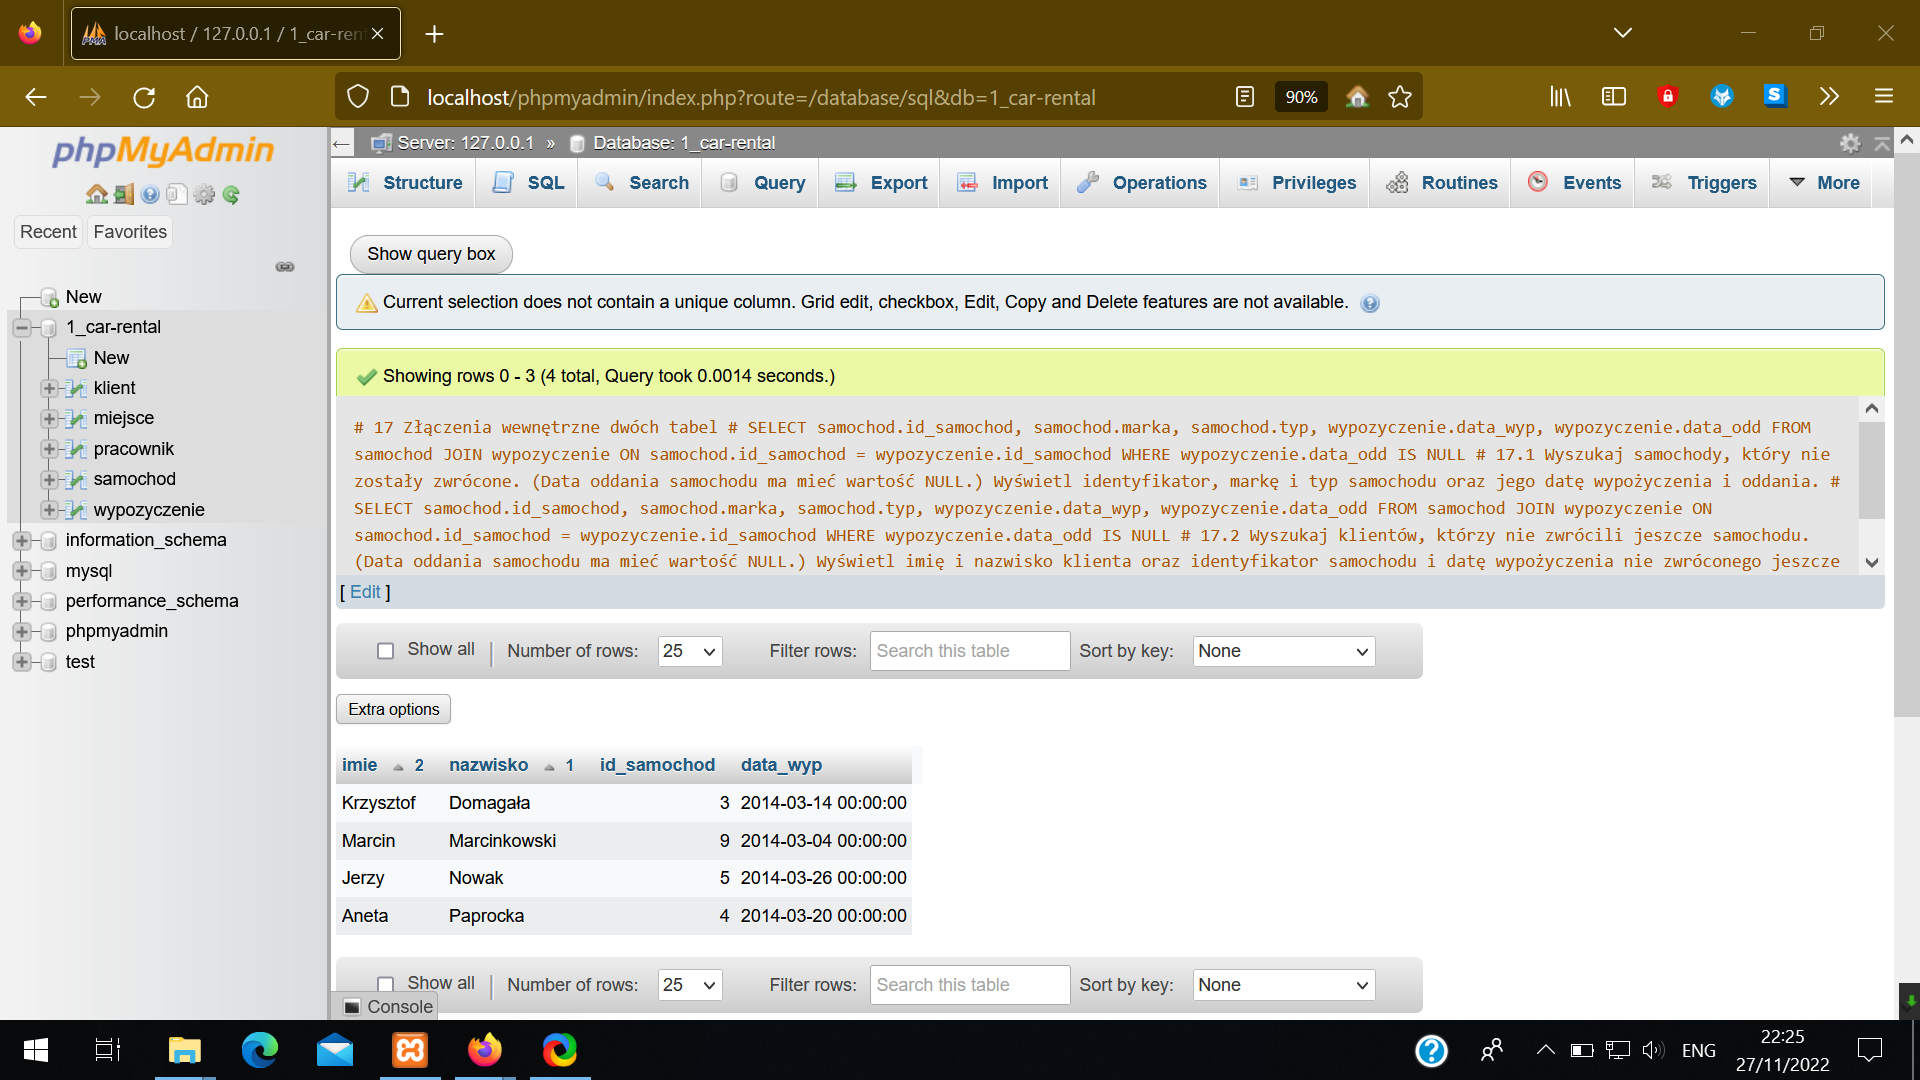 localhost / 127.0.0.1 / 1_car-ren
localhost/phpmyadmin/index.php?route=/database/sql&db=1_car-rental
90%
S
phpMyAdmin
Recent
Favorites
New
1_car-rental
New
klient
miejsce
pracownik
samochod
wypozyczenie
information_schema
mysql
performance_schema
phpmyadmin
test
Server: 127.0.0.1 » Database: 1_car-rental
Structure SQL Search Query Export Import Operations Privileges Routines Events Triggers More
Show query box
Current selection does not contain a unique column. Grid edit, checkbox, Edit, Copy and Delete features are not available.
Showing rows 0 - 3 (4 total, Query took 0.0014 seconds.)
# 17 Złączenia wewnętrzne dwóch tabel # SELECT samochod.id_samochod, samochod.marka, samochod.typ, wypozyczenie.data_wyp, wypozyczenie.data_odd FROM
samochod JOIN wypozyczenie ON samochod.id_samochod = wypozyczenie.id_samochod WHERE wypozyczenie.data_odd IS NULL # 17.1 Wyszukaj samochody, który nie
zostały zwrócone. (Data oddania samochodu ma mieć wartość NULL.) Wyświetl identyfikator, markę i typ samochodu oraz jego datę wypożyczenia i oddania. #
SELECT samochod.id_samochod, samochod.marka, samochod.typ, wypozyczenie.data_wyp, wypozyczenie.data_odd FROM samochod JOIN wypozyczenie ON
samochod.id_samochod = wypozyczenie.id_samochod WHERE wypozyczenie.data_odd IS NULL # 17.2 Wyszukaj klientów, którzy nie zwrócili jeszcze samochodu.
(Data oddania samochodu ma mieć wartość NULL.) Wyświetl imię i nazwisko klienta oraz identyfikator samochodu i datę wypożyczenia nie zwróconego jeszcze
[ Edit ]
Show all | Number of rows: 25 Filter rows: Search this table Sort by key: None
Extra options
imie 2 nazwisko 1 id_samochod data_wyp
Krzysztof Domagała 3 2014-03-14 00:00:00
Marcin Marcinkowski 9 2014-03-04 00:00:00
Jerzy Nowak 5 2014-03-26 00:00:00
Aneta Paprocka 4 2014-03-20 00:00:00
Show all | Number of rows: 25 Filter rows: Search this table Sort by key: None
Console
ENG
22:25
27/11/2022